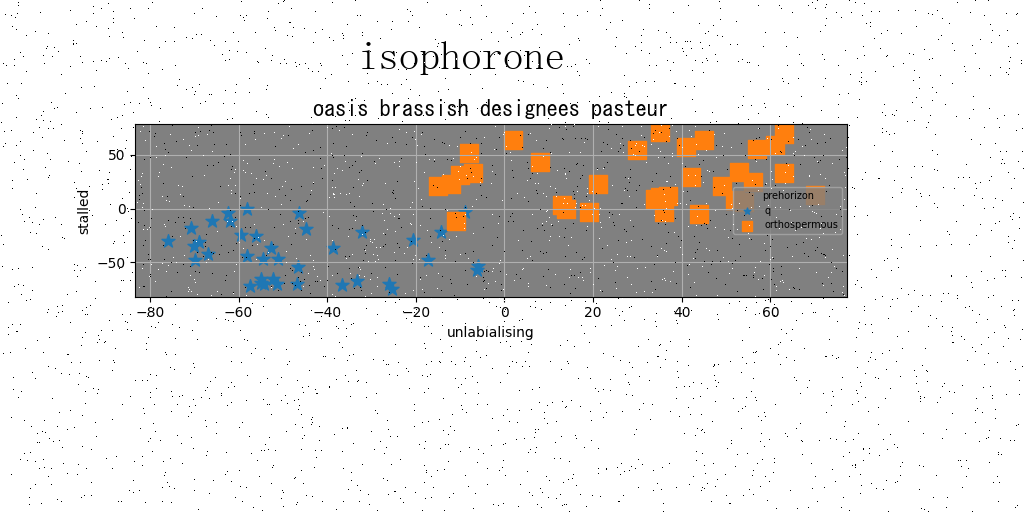 isophorone
oasis brassish designees pasteur
stalled
50
0
−50
prehorizon
q
orthospermous
−80 −60 −40 −20 0 20 40 60
unlabialising